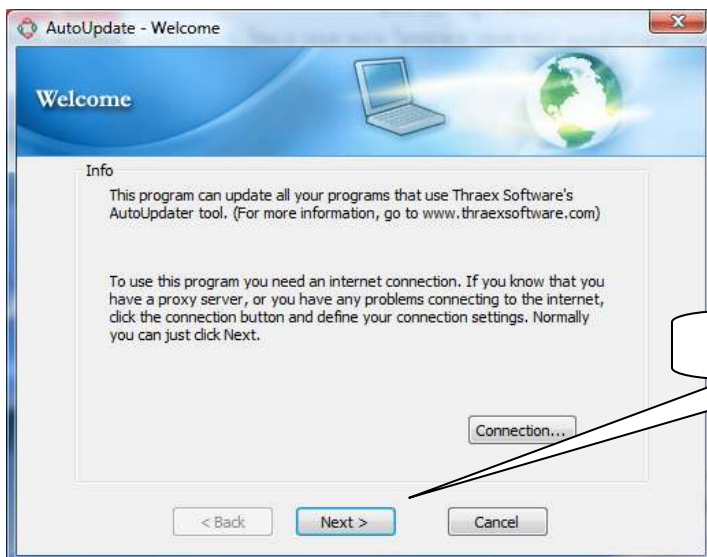 AutoUpdate - Welcome
Welcome
Info
This program can update all your programs that use Thraex Software's
AutoUpdater tool. (For more information, go to www.thraexsoftware.com)
To use this program you need an internet connection. If you know that you
have a proxy server, or you have any problems connecting to the internet,
click the connection button and define your connection settings. Normally
you can just click Next.
Connection...
< Back
Next >
Cancel